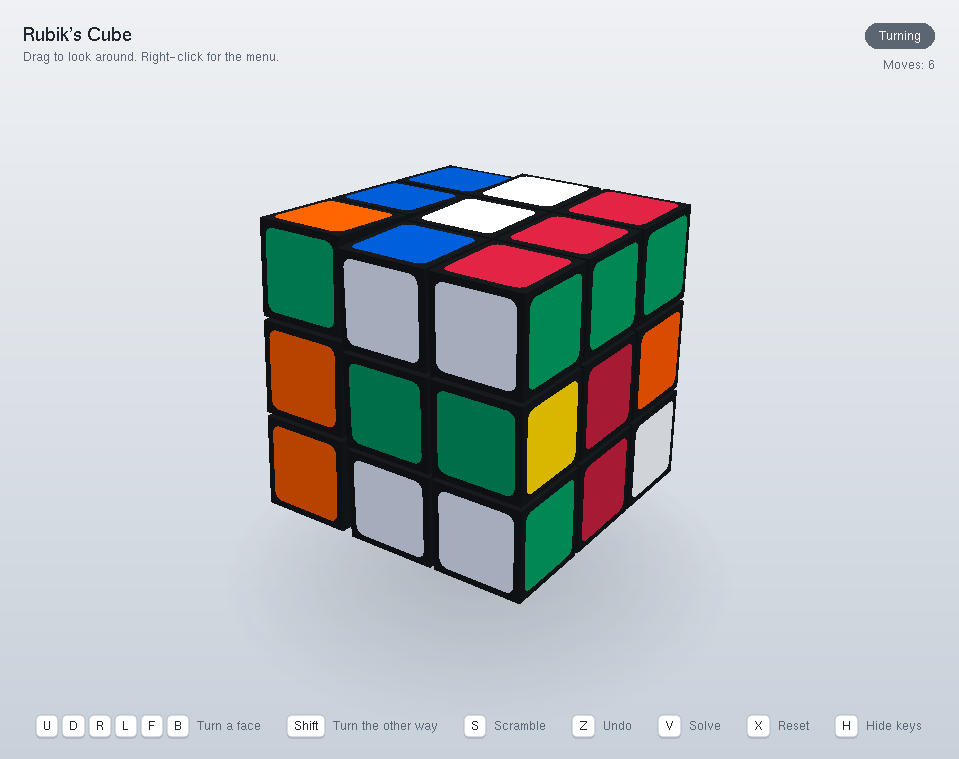 Rubik's Cube
Drag to look around. Right-click for the menu.
Turning
Moves: 6
U D R L F B Turn a face Shift Turn the other way S Scramble Z Undo V Solve X Reset H Hide keys